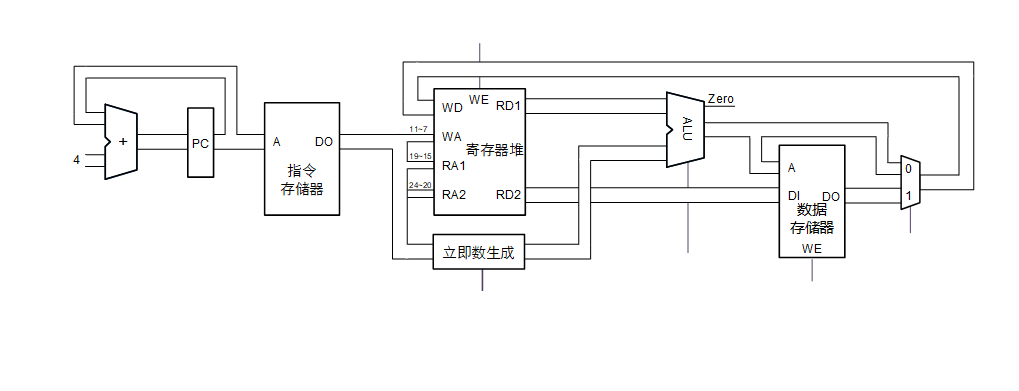 +
4
PC
A
DO
指令
存储器
11~7
19~15
24~20
WD
WE
RD1
WA
寄存器堆
RA1
RA2
RD2
立即数生成
Zero
ALU
A
DI
DO
数据
存储器
WE
0
1